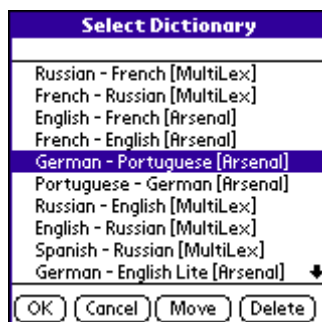 Select Dictionary
Russian - French [MultiLex]
French - Russian [MultiLex]
English - French [Arsenal]
French - English [Arsenal]
German - Portuguese [Arsenal]
Portuguese - German [Arsenal]
Russian - English [MultiLex]
English - Russian [MultiLex]
Spanish - Russian [MultiLex]
German - English Lite [Arsenal]
OK Cancel Move Delete